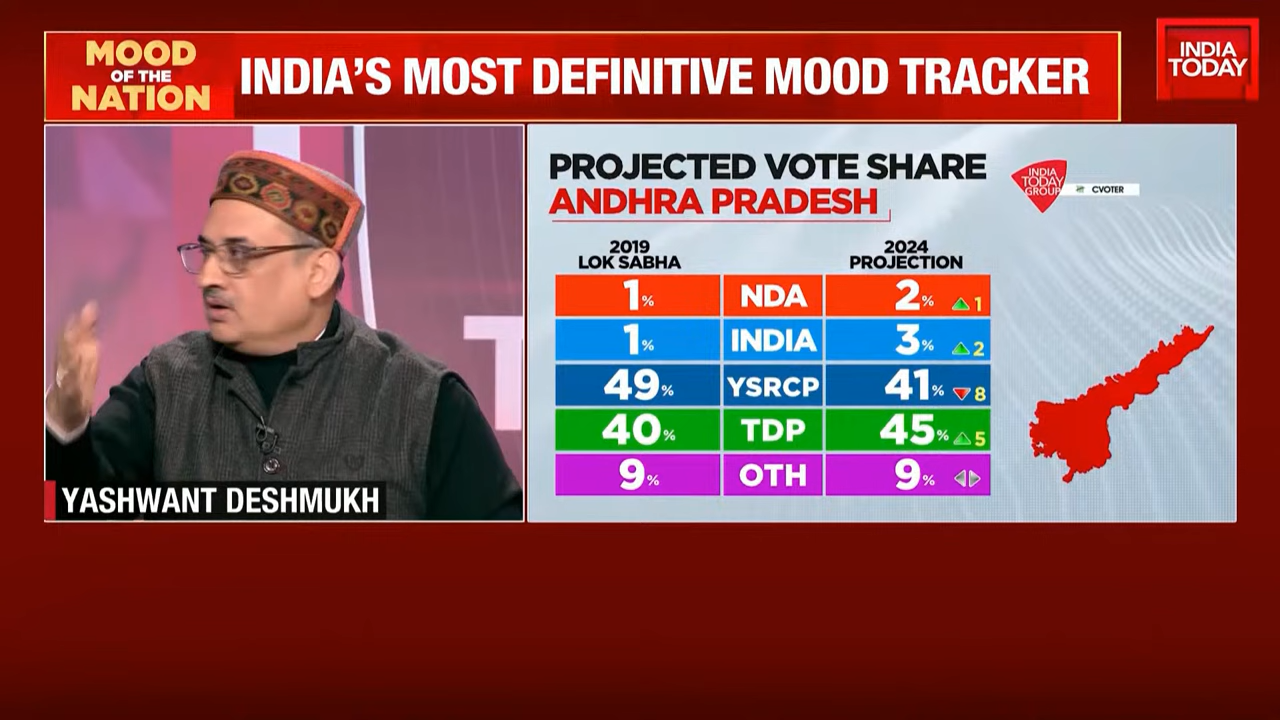 MOOD
OF THE
NATION
INDIA'S MOST DEFINITIVE MOOD TRACKER
INDIA
TODAY
PROJECTED VOTE SHARE
ANDHRA PRADESH
INDIA
TODAY
GROUP
CVOTER
2019
LOK SABHA
2024
PROJECTION
1% NDA 2% 1
1% INDIA 3% 2
49% YSRCP 41% 8
40% TDP 45% 5
9% OTH 9%
T
YASHWANT DESHMUKH